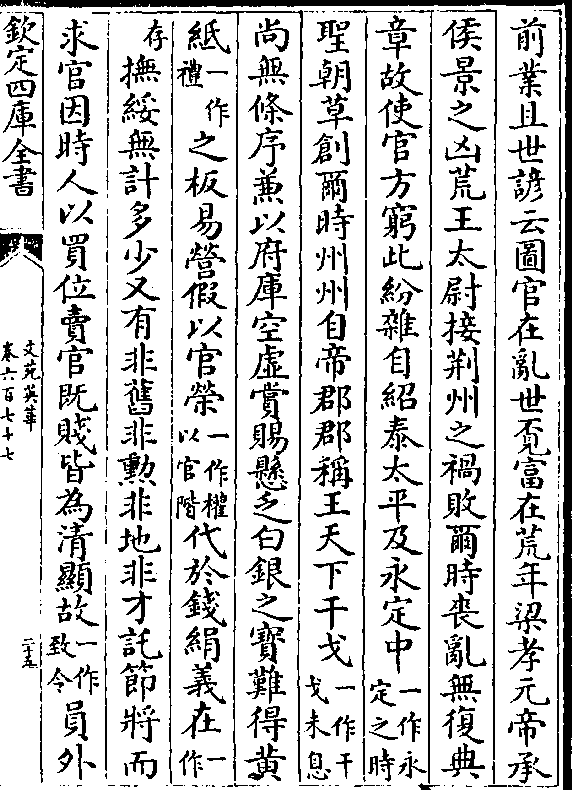 前業且世諺云圖官在亂世覔富在荒年梁孝元帝承
侯景之凶荒王太尉接荆州之禍敗爾時喪亂無復典
章故使官方窮此紛雜自紹泰太平及永定中一作永定之時
聖朝草創爾時州州自帝郡郡稱王天下干戈一作干戈未息
尚無條序兼以府庫空虛賞賜懸乏白銀之寳難得黄
紙一作禮之板易營假以官榮一作權以官階代於錢絹義在一作
存撫綏無計多少又有非舊非勲非地非才託節將而
求官因時人以買位賣官既賤皆為清顯故一作致令員外
欽定四庫全書
文苑英華
卷六百七十七
二十五